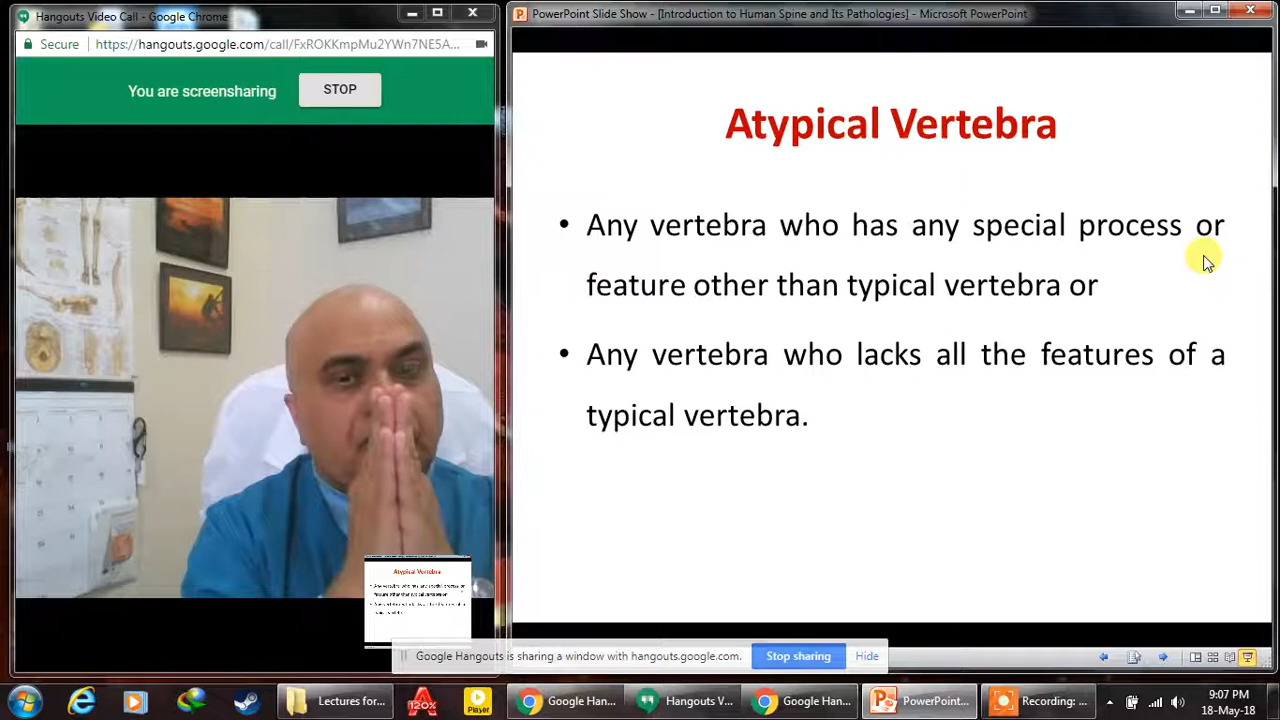 Hangouts Video Call - Google Chrome
Secure https://hangouts.google.com/call/FxROKKmpMu2YWn7NE5A...
You are screensharing STOP
PowerPoint Slide Show - [Introduction to Human Spine and Its Pathologies] - Microsoft PowerPoint
Atypical Vertebra
• Any vertebra who has any special process or
feature other than typical vertebra or
• Any vertebra who lacks all the features of a
typical vertebra.
Atypical Vertebra
Google Hangouts is sharing a window with hangouts.google.com. Stop sharing Hide
Lectures for... 120% Player Google Han... Hangouts V... Google Han... PowerPoint... Recording: ... 9:07 PM
18-May-18